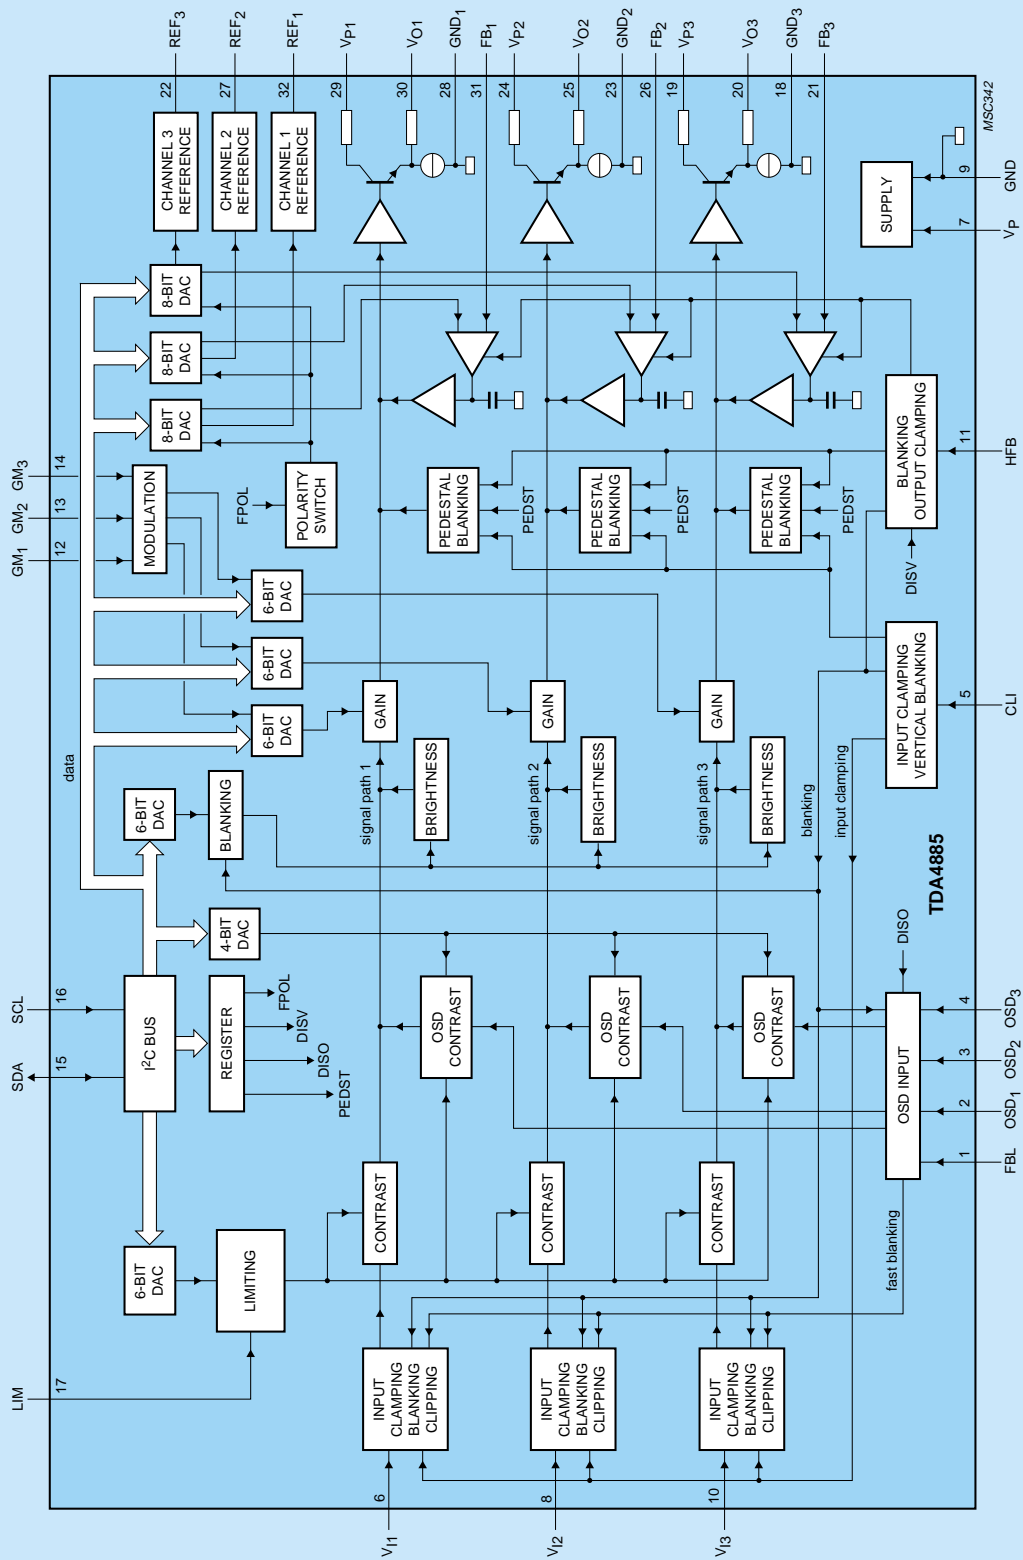 LIM
17
SDA
15
SCL
16
GM1
12
GM2
13
GM3
14
REF3
22
REF2
27
REF1
32
VP1
29
VO1
30
GND1
28
FB1
31
VP2
24
VO2
25
GND2
23
FB2
26
VP3
19
VO3
20
GND3
18
FB3
21
6-BIT
DAC
LIMITING
I2C BUS
REGISTER
FPOL
DISV
DISO
PEDST
4-BIT
DAC
6-BIT
DAC
BLANKING
data
6-BIT
DAC
6-BIT
DAC
6-BIT
DAC
MODULATION
FPOL
POLARITY
SWITCH
8-BIT
DAC
8-BIT
DAC
8-BIT
DAC
CHANNEL 3
REFERENCE
CHANNEL 2
REFERENCE
CHANNEL 1
REFERENCE
VI1
6
INPUT
CLAMPING
BLANKING
CLIPPING
CONTRAST
OSD
CONTRAST
signal path 1
BRIGHTNESS
GAIN
PEDESTAL
BLANKING
PEDST
VI2
8
INPUT
CLAMPING
BLANKING
CLIPPING
CONTRAST
OSD
CONTRAST
signal path 2
BRIGHTNESS
GAIN
PEDESTAL
BLANKING
PEDST
VI3
10
INPUT
CLAMPING
BLANKING
CLIPPING
CONTRAST
OSD
CONTRAST
signal path 3
BRIGHTNESS
GAIN
PEDESTAL
BLANKING
PEDST
blanking
input clamping
fast blanking
OSD INPUT
DISO
TDA4885
INPUT CLAMPING
VERTICAL BLANKING
DISV
BLANKING
OUTPUT CLAMPING
SUPPLY
1
FBL
2
OSD1
3
OSD2
4
OSD3
5
CLI
11
HFB
7
VP
9
GND
MSC342